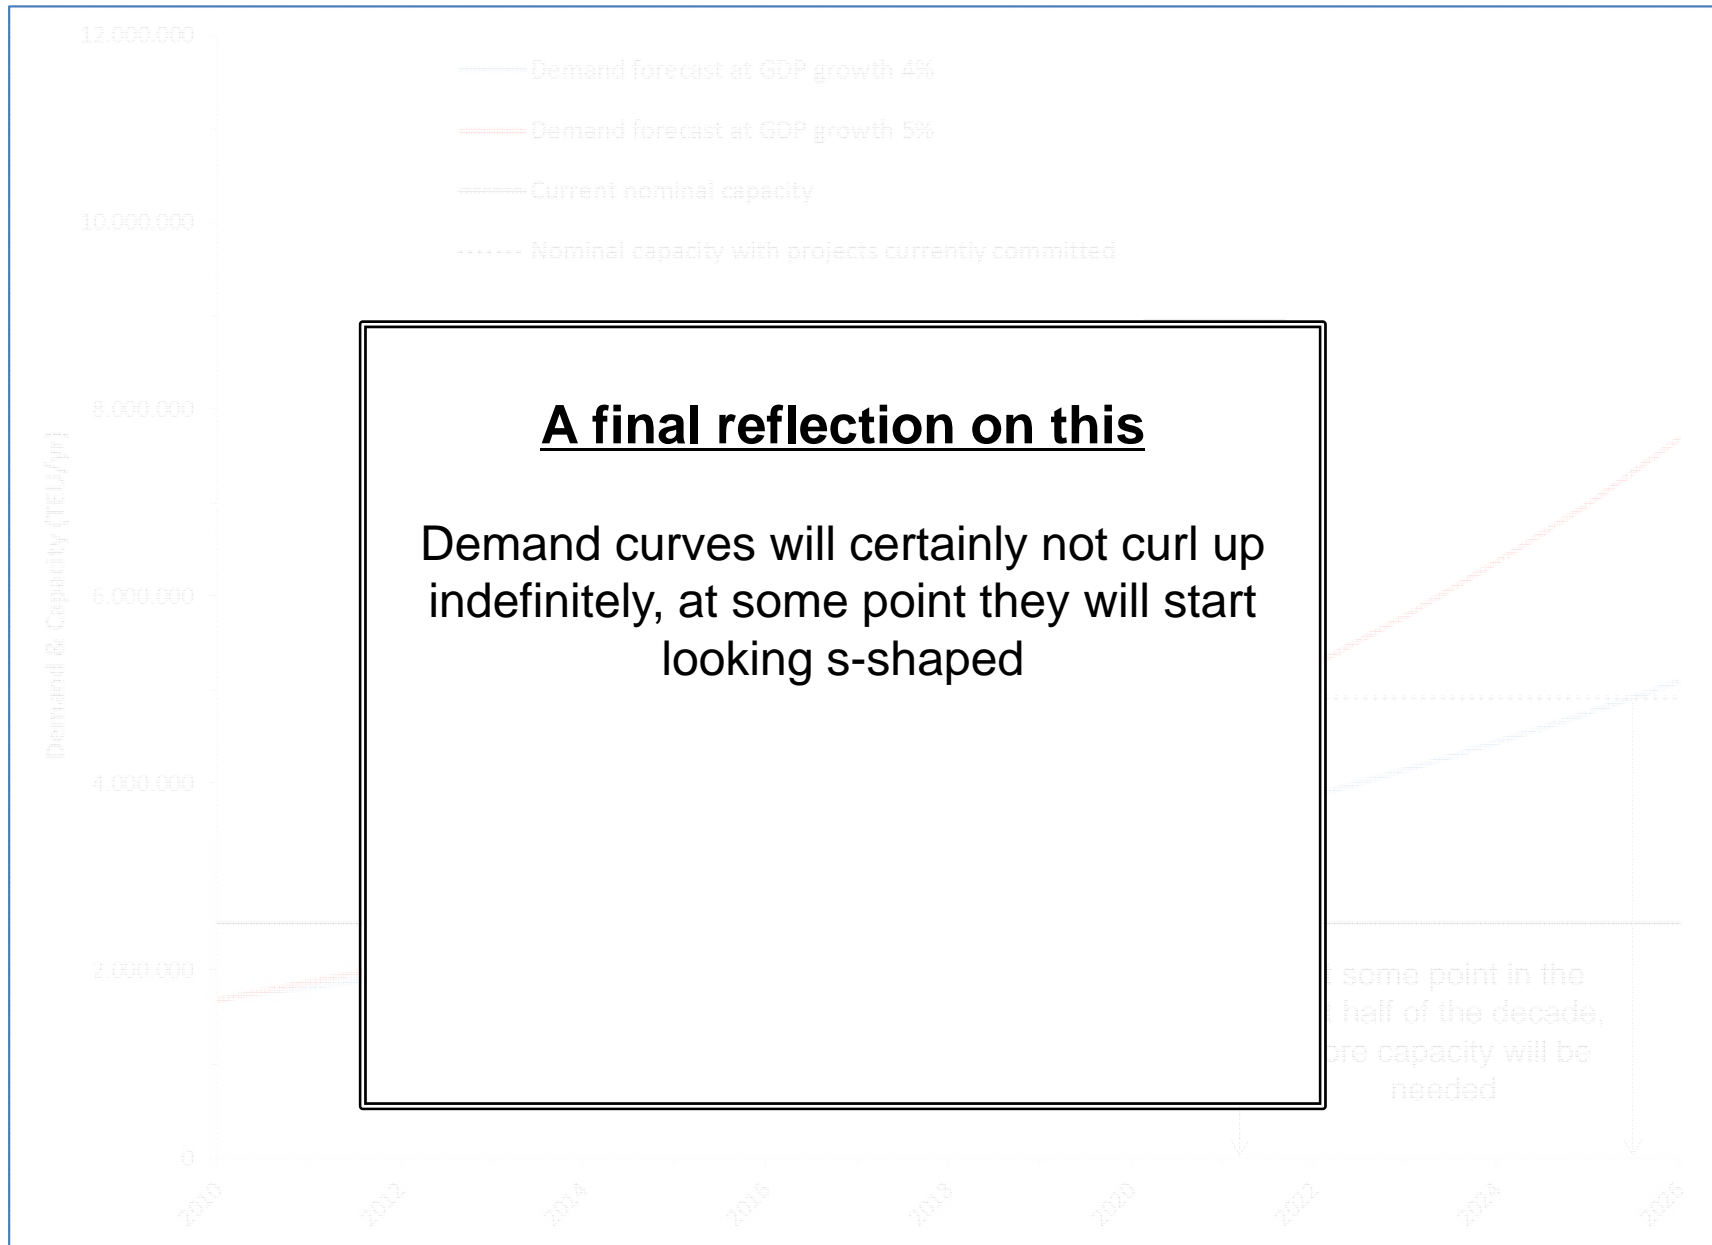 12.000.000
Demand forecast at GDP growth 4%
Demand forecast at GDP growth 5%
Current nominal capacity
10.000.000
Nominal capacity with projects currently committed
A final reflection on this
8.000.000
Demand & Capacity (TEU/yr)
Demand curves will certainly not curl up
indefinitely, at some point they will start
looking s-shaped
6.000.000
4.000.000
2.000.000
some point in the
half of the decade,
capacity will be
needed
0
2010 2012 2014 2016 2018 2020 2022 2024 2026